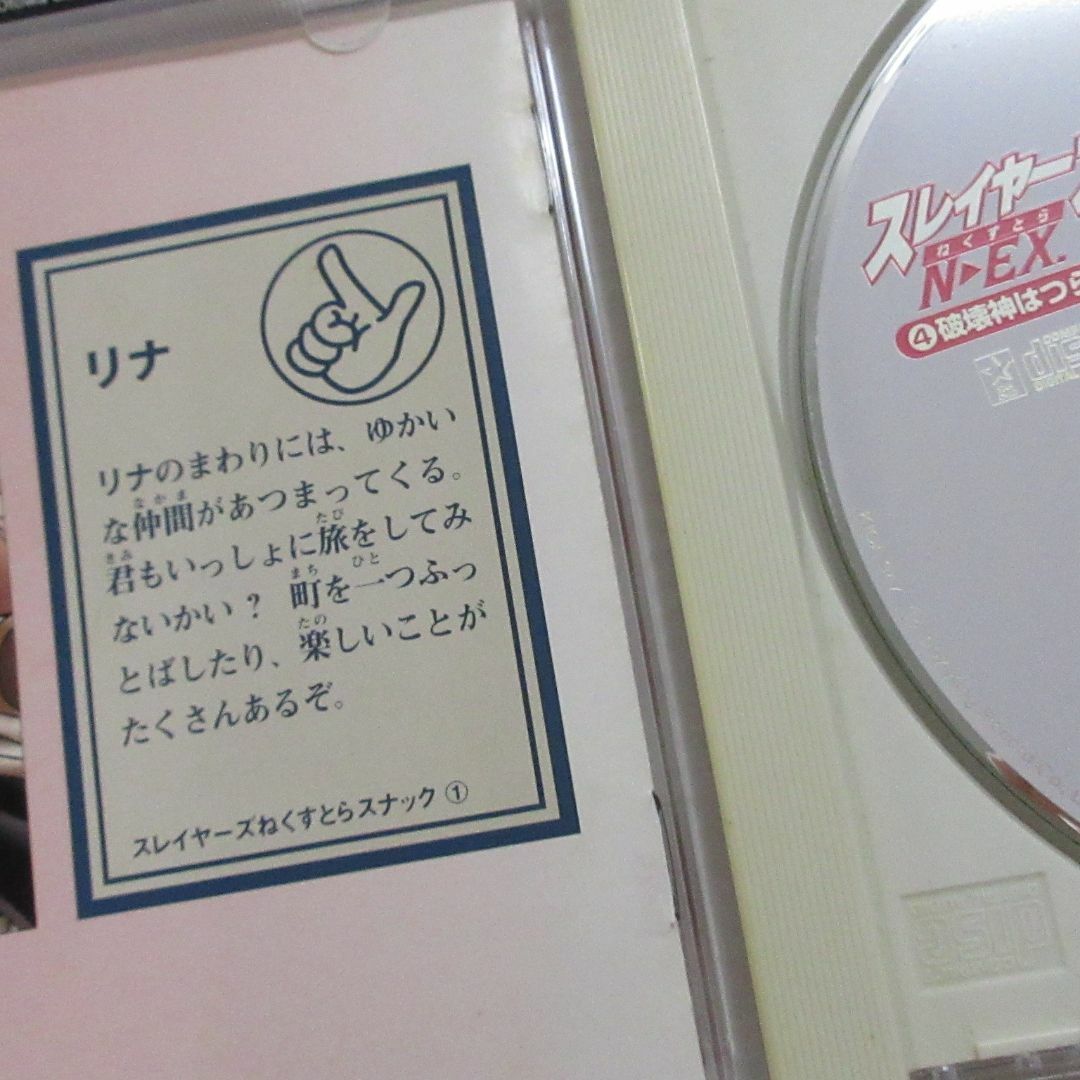 リナ
リナのまわりには、ゆかい
な仲間があつまってくる。
君もいっしょに旅をしてみ
ないかい？ 町を一つふっ
とばしたり、楽しいことが
たくさんあるぞ。
スレイヤーズねくすとらスナック ①
スレイヤー
ねくすとら
N▶EX.
④破壊神はつら